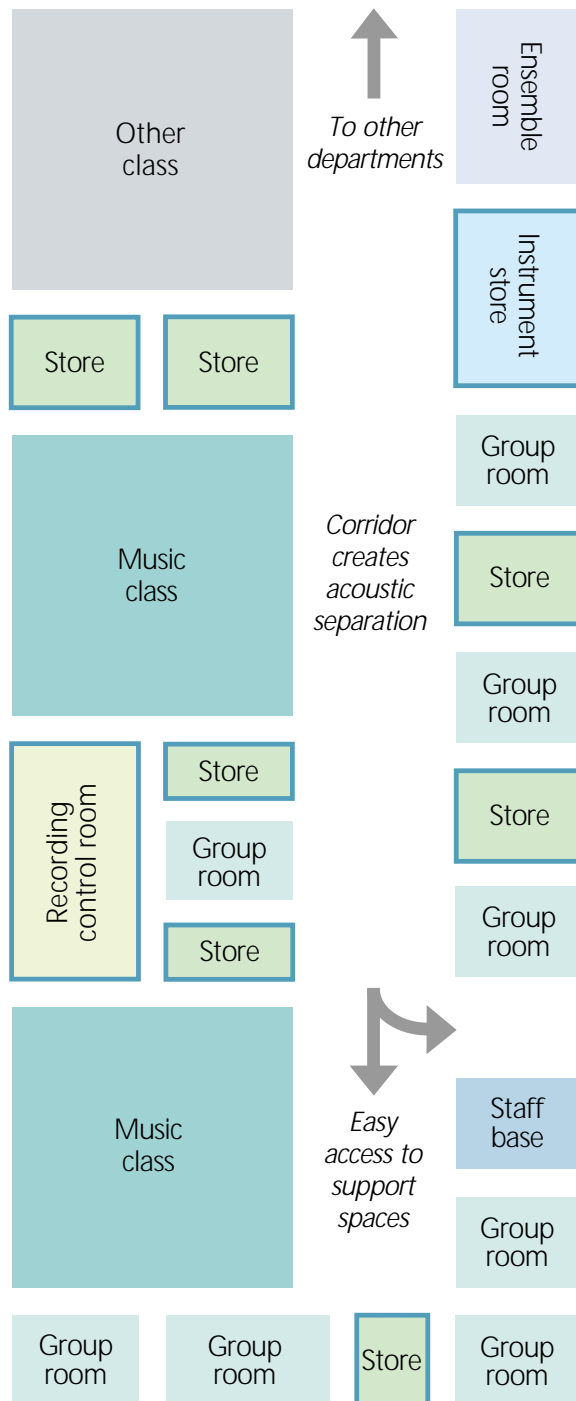 Other
class
To other
departments
Ensemble
room
Instrument
store
Store
Store
Group
room
Music
class
Corridor
creates
acoustic
separation
Store
Group
room
Recording
control room
Store
Group
room
Store
Store
Group
room
Music
class
Easy
access to
support
spaces
Staff
base
Group
room
Group
room
Group
room
Store
Group
room